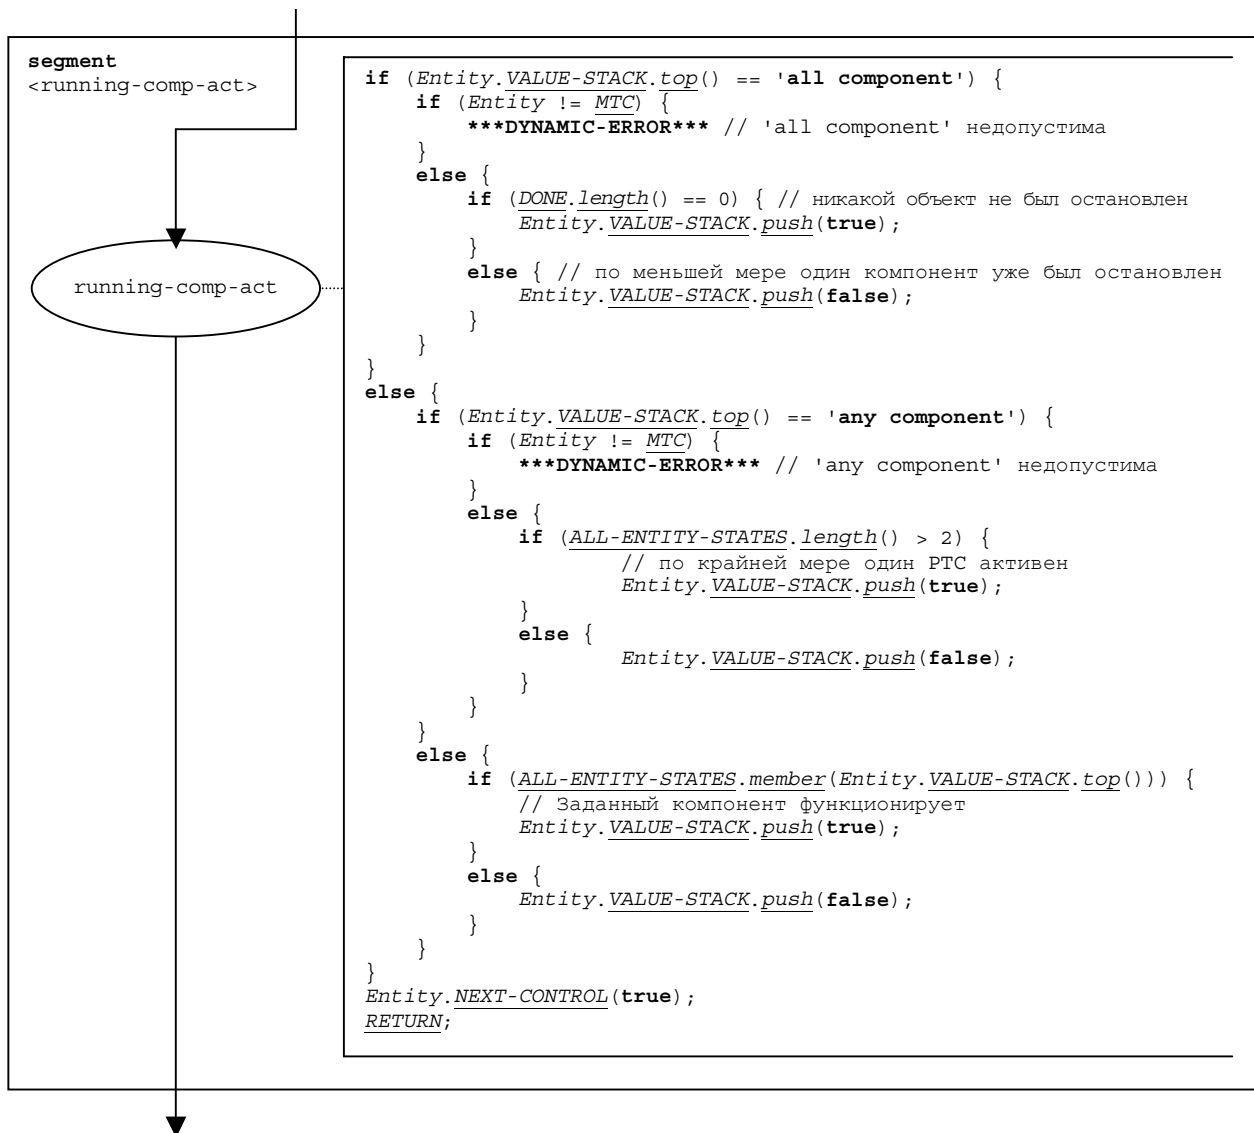 segment
<running-comp-act>
running-comp-act
if (Entity.VALUE-STACK.top() == 'all component') {
if (Entity != MTC) {
***DYNAMIC-ERROR*** // 'all component' недопустима
}
else {
if (DONE.length() == 0) { // никакой объект не был остановлен
Entity.VALUE-STACK.push(true);
}
else { // по меньшей мере один компонент уже был остановлен
Entity.VALUE-STACK.push(false);
}
}
}
else {
if (Entity.VALUE-STACK.top() == 'any component') {
if (Entity != MTC) {
***DYNAMIC-ERROR*** // 'any component' недопустима
}
else {
if (ALL-ENTITY-STATES.length() > 2) {
// по крайней мере один PTC активен
Entity.VALUE-STACK.push(true);
}
else {
Entity.VALUE-STACK.push(false);
}
}
}
else {
if (ALL-ENTITY-STATES.member(Entity.VALUE-STACK.top())) {
// Заданный компонент функционирует
Entity.VALUE-STACK.push(true);
}
else {
Entity.VALUE-STACK.push(false);
}
}
}
Entity.NEXT-CONTROL(true);
RETURN;